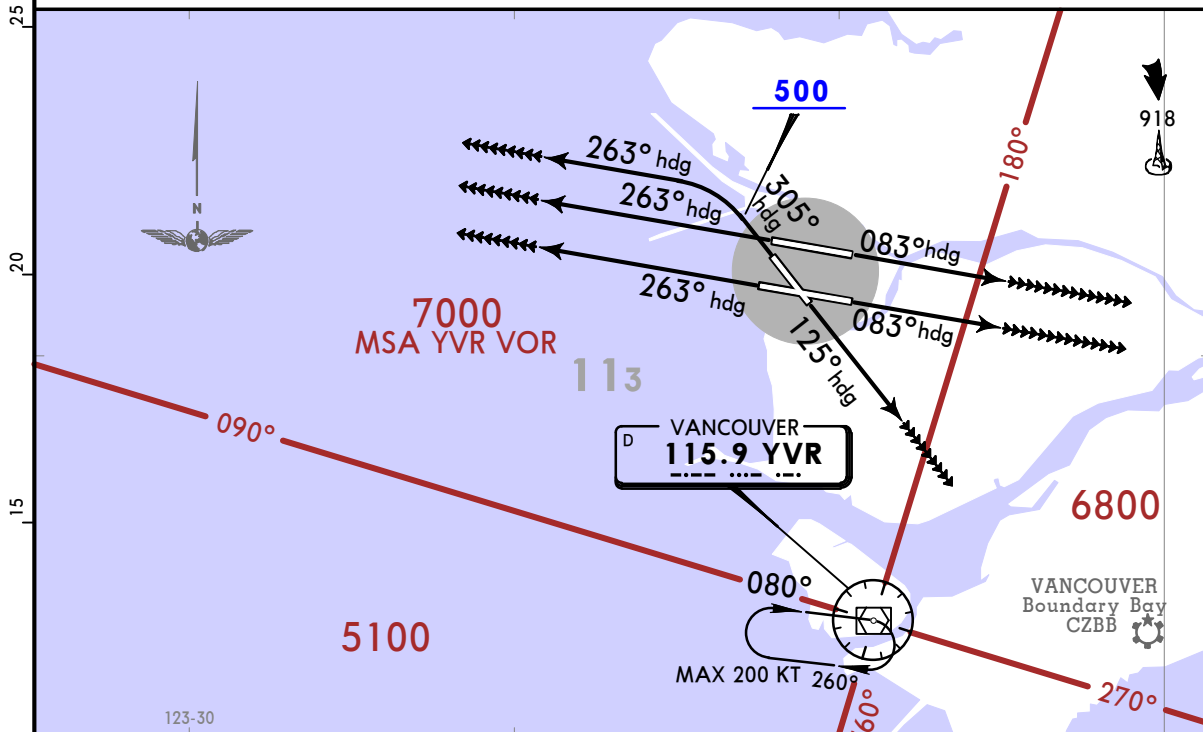 25
500
918
180°
263° hdg
305°
hdg
263° hdg
N
083° hdg
20
263° hdg
7000
083° hdg
MSA YVR VOR
125° hdg
113
090°
VANCOUVER
D
115.9 YVR
6800
15
080°
VANCOUVER
Boundary Bay
CZBB
5100
MAX 200 KT
260°
270°
60°
123-30